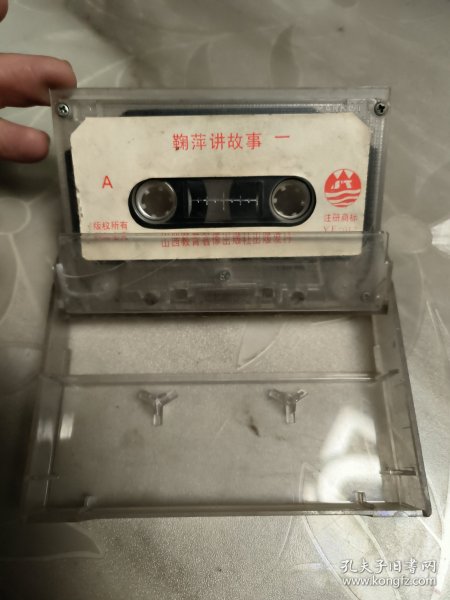 鞠萍讲故事 一
A
版权所有
注册商标
山西教育音像出版社出版发行
孔夫子旧书网
www.kongfz.com